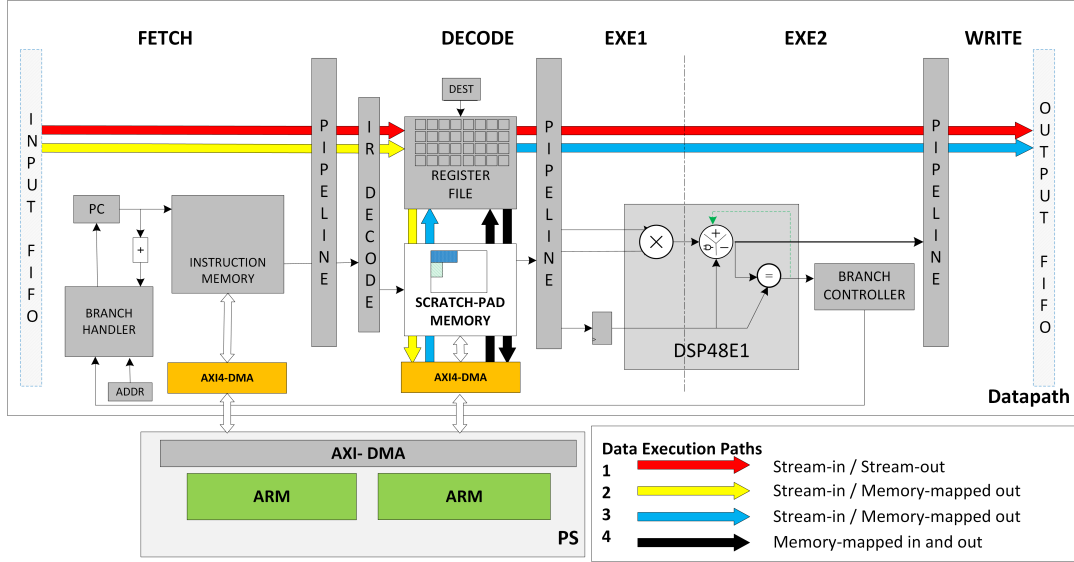 FETCH
DECODE
EXE1
EXE2
WRITE
INPUT FIFO
PIPELINE
IR DECODE
DEST
REGISTER
FILE
PIPELINE
PIPELINE
OUTPUT FIFO
PC
+
INSTRUCTION
MEMORY
BRANCH
HANDLER
ADDR
SCRATCH-PAD
MEMORY
×
+
−
=
BRANCH
CONTROLLER
DSP48E1
AXI4-DMA
AXI4-DMA
Datapath
AXI- DMA
ARM
ARM
PS
Data Execution Paths
1 Stream-in / Stream-out
2 Stream-in / Memory-mapped out
3 Stream-in / Memory-mapped out
4 Memory-mapped in and out